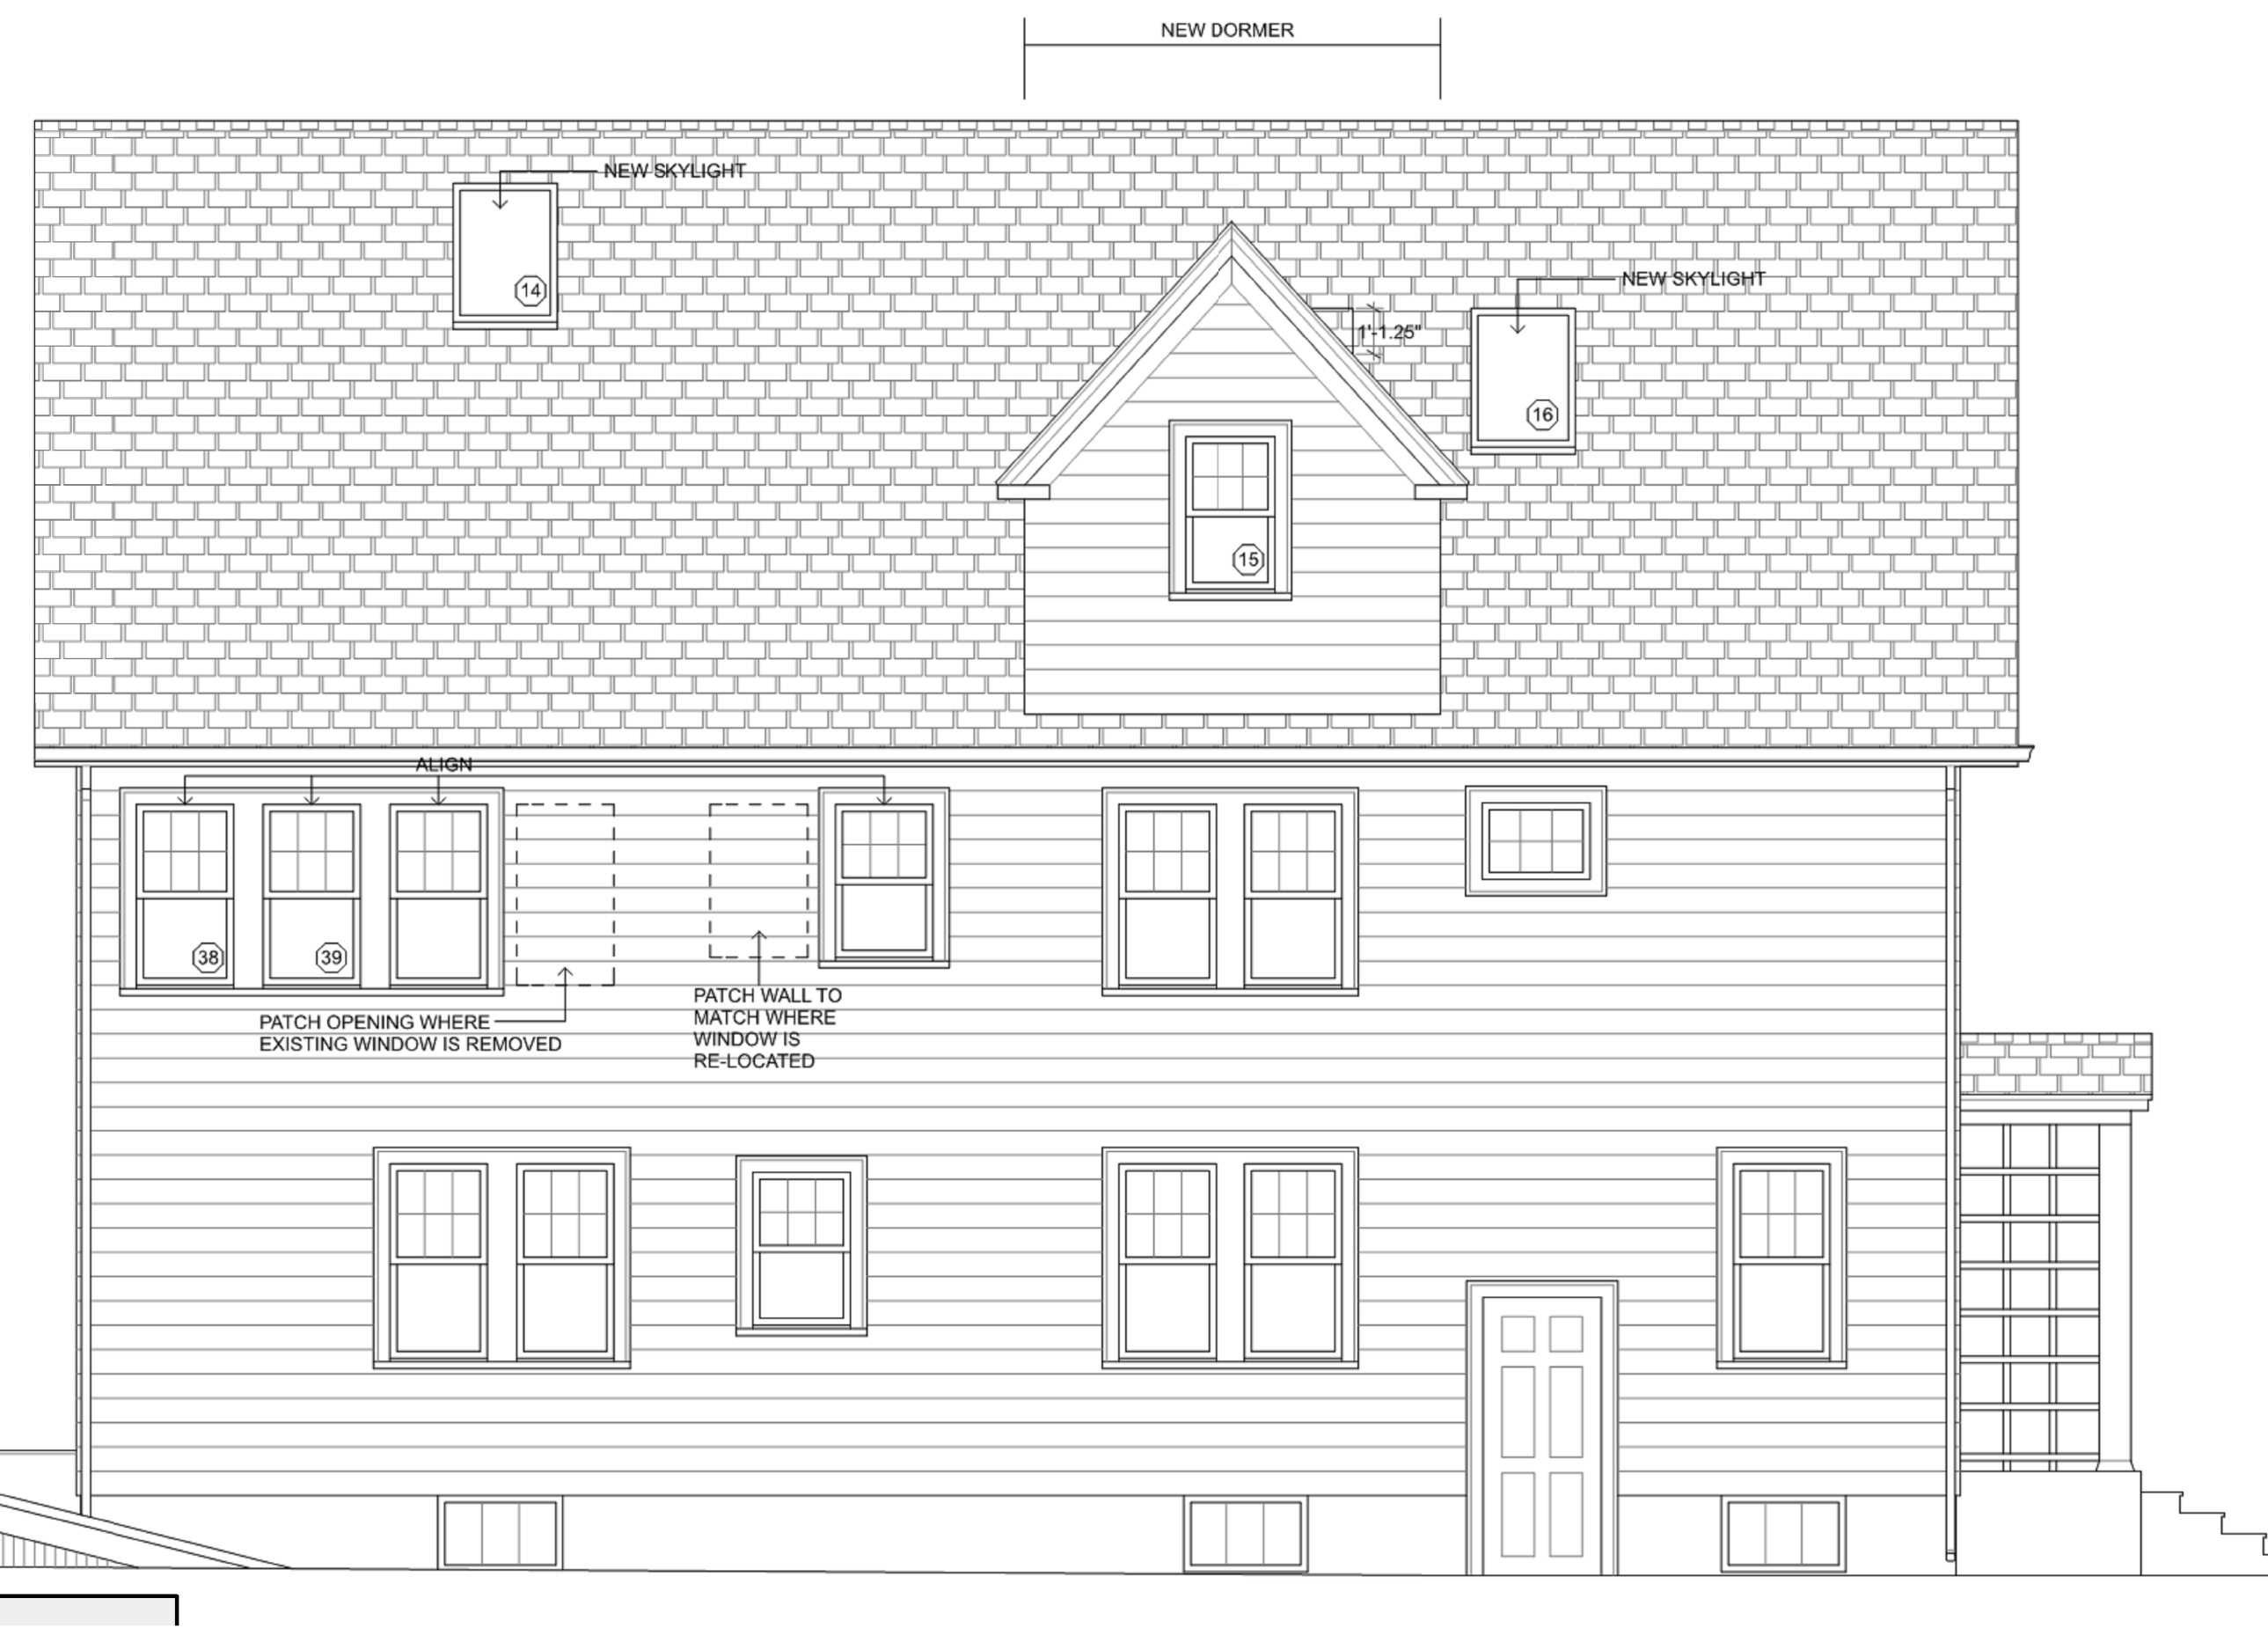 NEW DORMER
NEW SKYLIGHT
14
NEW SKYLIGHT
1'-1.25"
16
15
ALIGN
38
39
PATCH OPENING WHERE
EXISTING WINDOW IS REMOVED
PATCH WALL TO
MATCH WHERE
WINDOW IS
RE-LOCATED